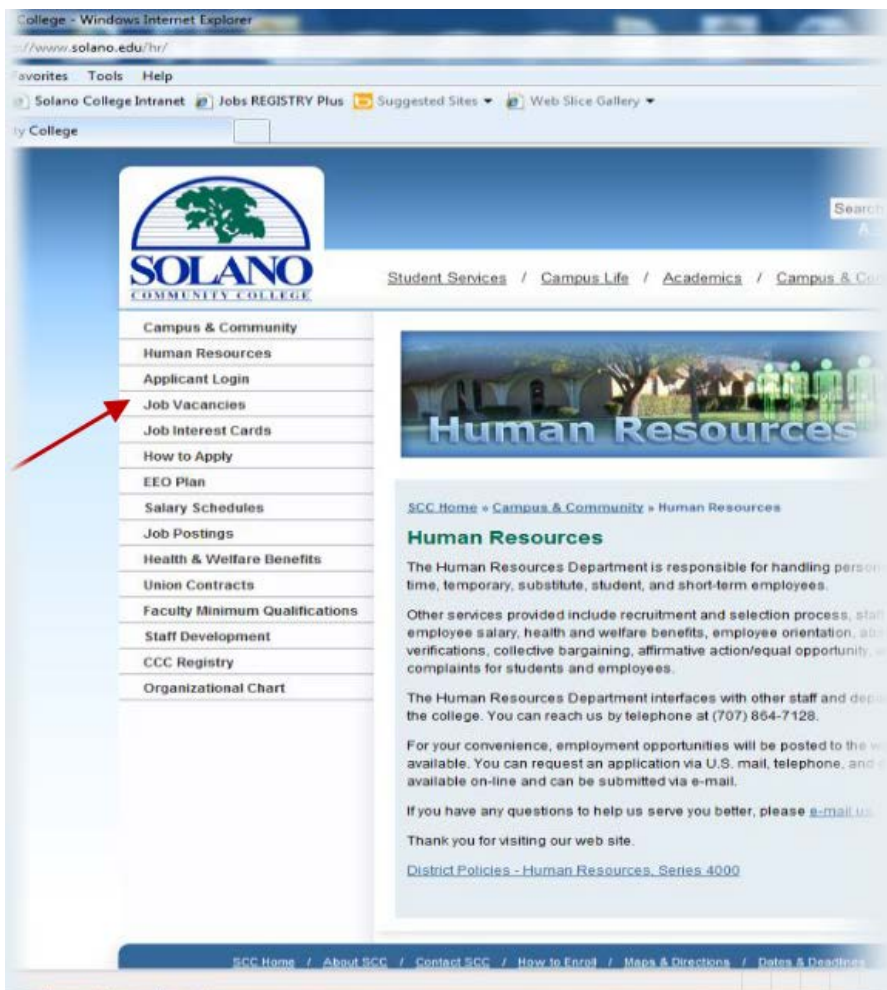 College - Windows Internet Explorer
://www.solano.edu/hr/
Favorites Tools Help
Solano College Intranet Jobs REGISTRY Plus Suggested Sites Web Slice Gallery
ty College
Search
SOLANO
COMMUNITY COLLEGE
Student Services / Campus Life / Academics / Campus & Com
Campus & Community
Human Resources
Applicant Login
Job Vacancies
Job Interest Cards
How to Apply
EEO Plan
Salary Schedules
Job Postings
Health & Welfare Benefits
Union Contracts
Faculty Minimum Qualifications
Staff Development
CCC Registry
Organizational Chart
Human Resources
SCC Home » Campus & Community » Human Resources
Human Resources
The Human Resources Department is responsible for handling person
time, temporary, substitute, student, and short-term employees.
Other services provided include recruitment and selection process, staf
employee salary, health and welfare benefits, employee orientation,
verifications, collective bargaining, affirmative action/equal opportunity,
complaints for students and employees.
The Human Resources Department interfaces with other staff and dep
the college. You can reach us by telephone at (707) 864-7128.
For your convenience, employment opportunities will be posted to the
available. You can request an application via U.S. mail, telephone, and
available on-line and can be submitted via e-mail.
If you have any questions to help us serve you better, please e-mail us.
Thank you for visiting our web site.
District Policies - Human Resources, Series 4000
SCC Home / About SCC / Contact SCC / How to Enroll / Maps & Directions / Dates & Deadlines